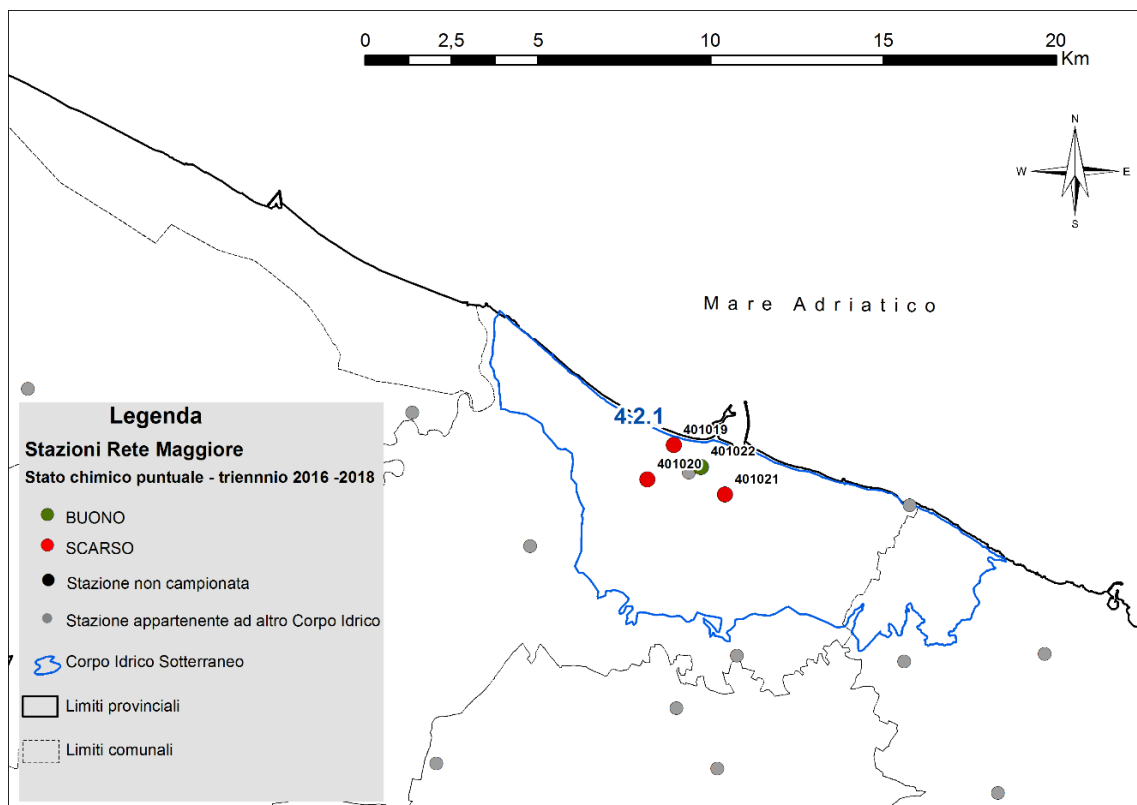 0 2,5 5 10 15 20
Km
N
W E
S
Mare Adriatico
4.2.1
401019
401022
401020
401021
Legenda
Stazioni Rete Maggiore
Stato chimico puntuale - triennnio 2016 -2018
BUONO
SCARSO
Stazione non campionata
Stazione appartenente ad altro Corpo Idrico
Corpo Idrico Sotterraneo
Limiti provinciali
Limiti comunali